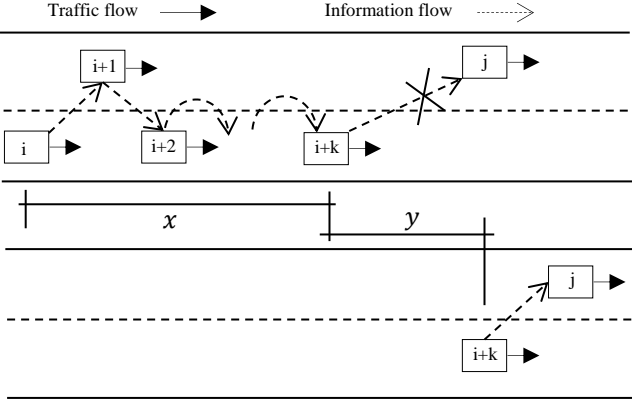 Traffic flow Information flow
i+1 j
i i+2 i+k
x y
j
i+k